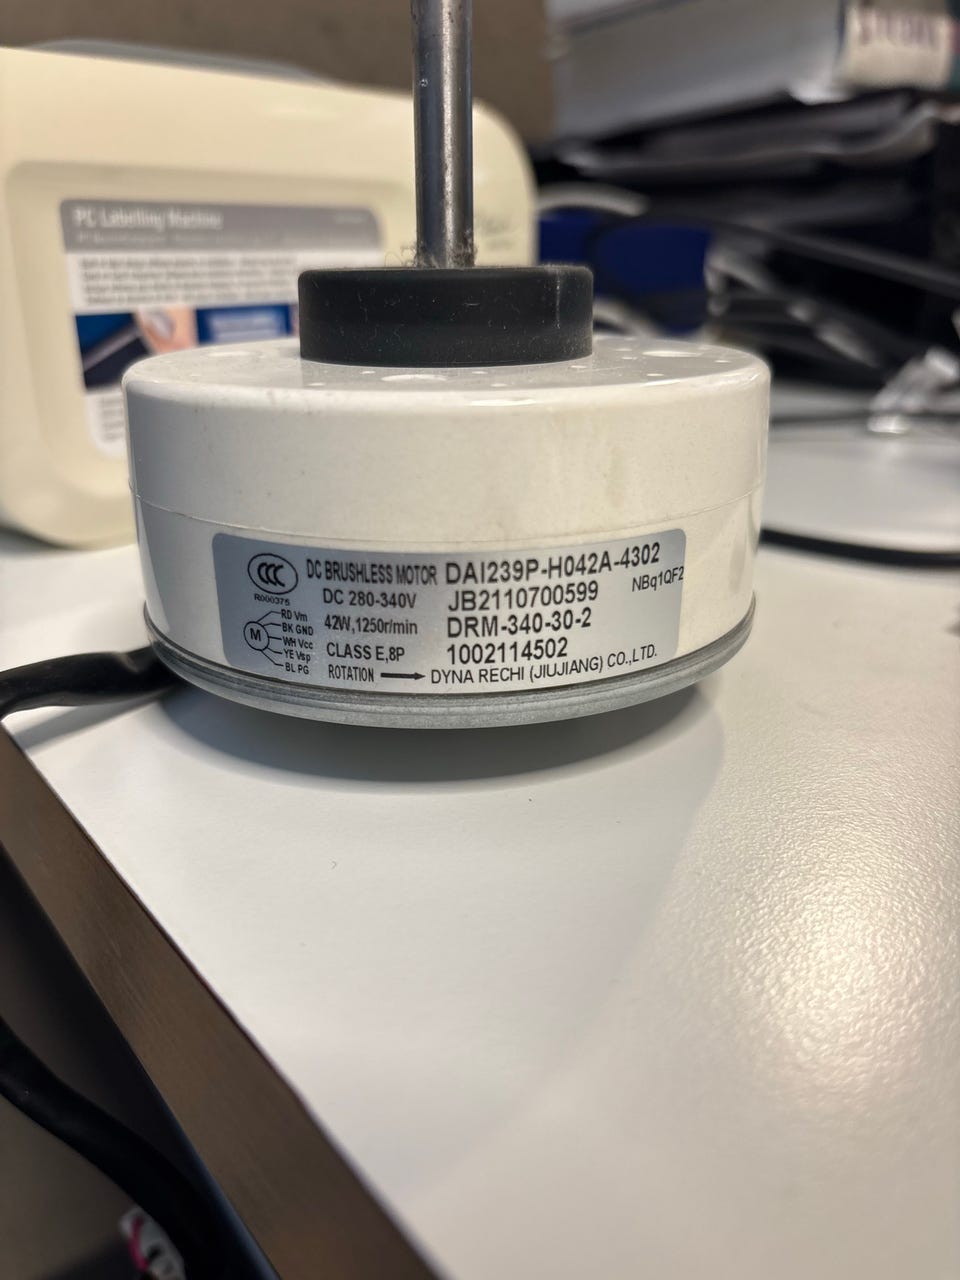 PC Labelling Machine
CCC
R000375
DC BRUSHLESS MOTOR
DC 280-340V
42W,1250r/min
CLASS E,8P
ROTATION
RD Vm
BK GND
WH Vcc
YE Vsp
BL PG
M
DAI239P-H042A-4302
JB2110700599
NBq1QF2
DRM-340-30-2
1002114502
DYNA RECHI (JIUJIANG) CO.,LTD.